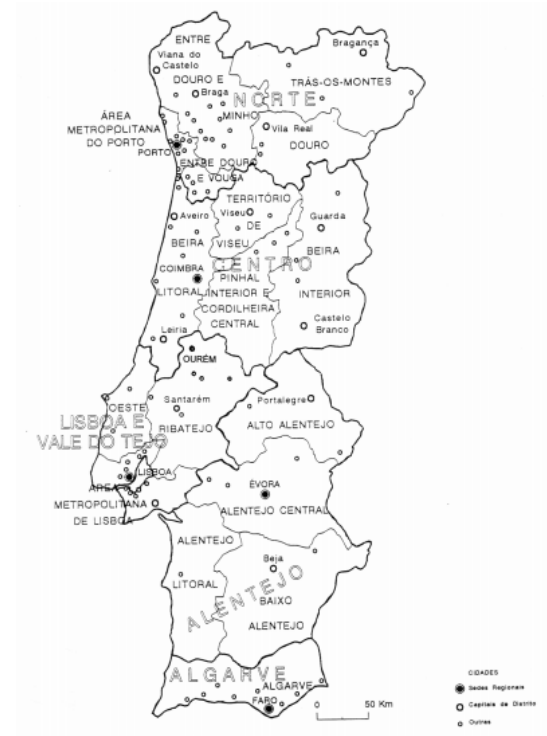 ENTRE
Viana do
Castelo
Bragança
DOURO E
Braga
TRÁS-OS-MONTES
NORTE
MINHO
ÁREA
METROPOLITANA
DO PORTO
PORTO
Vila Real
DOURO
ENTRE DOURO
E VOUGA
TERRITÓRIO
Aveiro
Viseu
DE
Guarda
BEIRA
VISEU
BEIRA
CENTRO
COIMBRA
PINHAL
LITORAL
INTERIOR E
INTERIOR
CORDILHEIRA
CENTRAL
Castelo
Branco
Leiria
OURÉM
OESTE
Santarém
Portalegre
LISBOA E
VALE DO TEJO
RIBATEJO
ALTO ALENTEJO
LISBOA
ÁREA
METROPOLITANA
DE LISBOA
ÉVORA
ALENTEJO CENTRAL
ALENTEJO
LITORAL
Beja
ALENTEJO
BAIXO
ALENTEJO
ALGARVE
ALGARVE
FARO
0 50 Km
CIDADES
Sedes Regionais
Capitais de Distrito
Outras